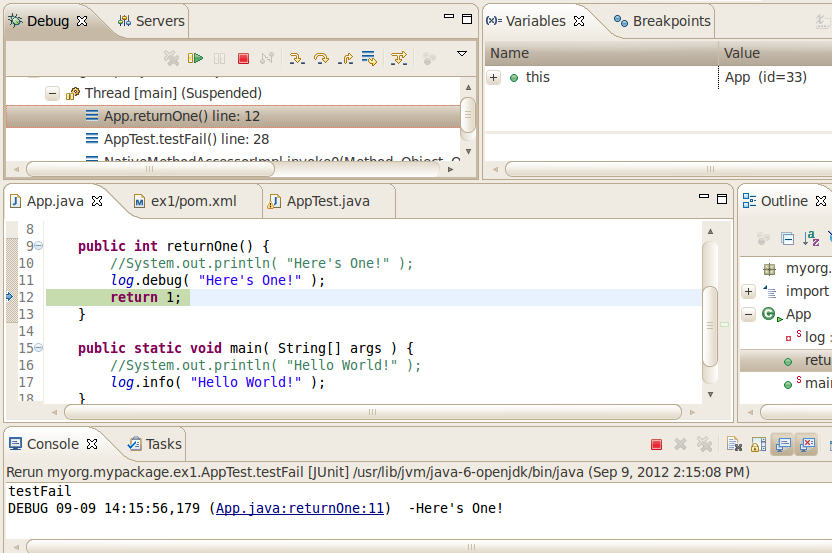 Debug Servers
Thread [main] (Suspended)
App.returnOne() line: 12
AppTest.testFail() line: 28
NativeMethodAccessorImpl.invoke0(Method, Object,
Variables Breakpoints
Name Value
this App (id=33)
App.java ex1/pom.xml AppTest.java
8
9 public int returnOne() {
10 //System.out.println( "Here's One!" );
11 log.debug( "Here's One!" );
12 return 1;
13 }
14
15 public static void main( String[] args ) {
16 //System.out.println( "Hello World!" );
17 log.info( "Hello World!" );
18 }
Outline
myorg.
import
App
log :
retu
main
Console Tasks
Rerun myorg.mypackage.ex1.AppTest.testFail [JUnit] /usr/lib/jvm/java-6-openjdk/bin/java (Sep 9, 2012 2:15:08 PM)
testFail
DEBUG 09-09 14:15:56,179 (App.java:returnOne:11) -Here's One!